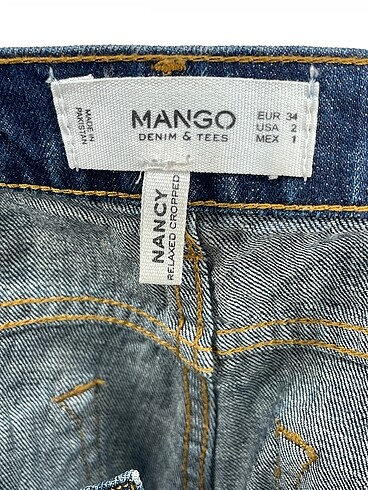 MADE IN
PAKISTAN
MANGO
DENIM & TEES
EUR 34
USA 2
MEX 1
NANCY
RELAXED CROPPED